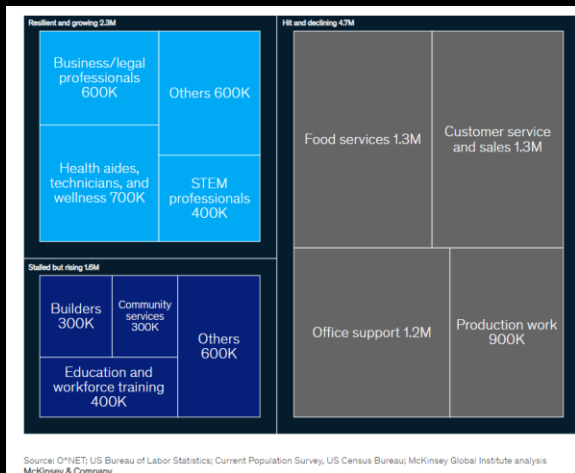 Resilient and growing 2.3M
Business/legal
professionals
600K
Others 600K
Health aides,
technicians, and
wellness 700K
STEM
professionals
400K
Stalled but rising 1.6M
Builders
300K
Community
services
300K
Others
600K
Education and
workforce training
400K
Hit and declining 4.7M
Food services 1.3M
Customer service
and sales 1.3M
Office support 1.2M
Production work
900K
Source: O*NET; US Bureau of Labor Statistics; Current Population Survey, US Census Bureau; McKinsey Global Institute analysis
McKinsey & Company